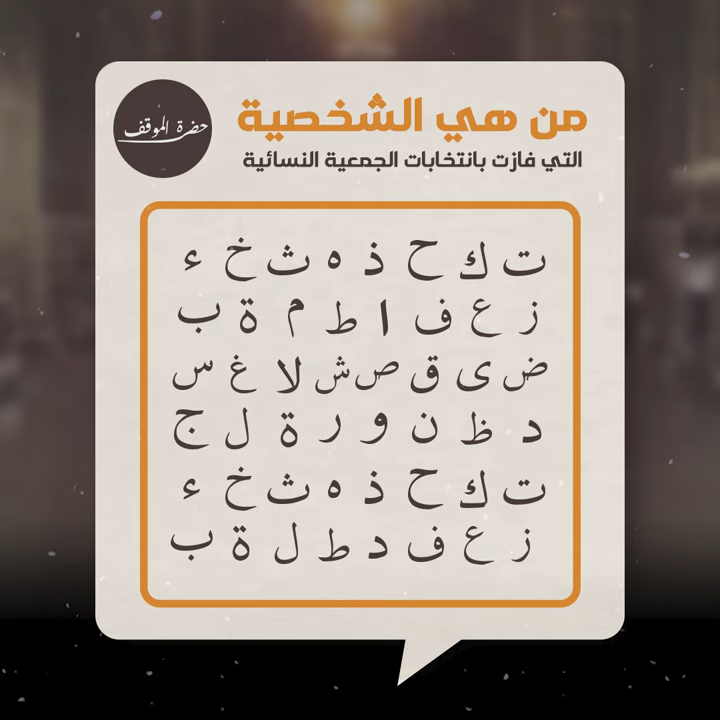 من هي الشخصية
حضرة الموقف
التي فازت بانتخابات الجمعية النسائية
ت ك ح ذ ه ث خ ء
ز ع ف ا ط م ة ب
ض ى ق ص ش لا غ س
د ظ ن و ر ة ل ج
ت ك ح ذ ه ث خ ء
ز ع ف د ط ل ة ب